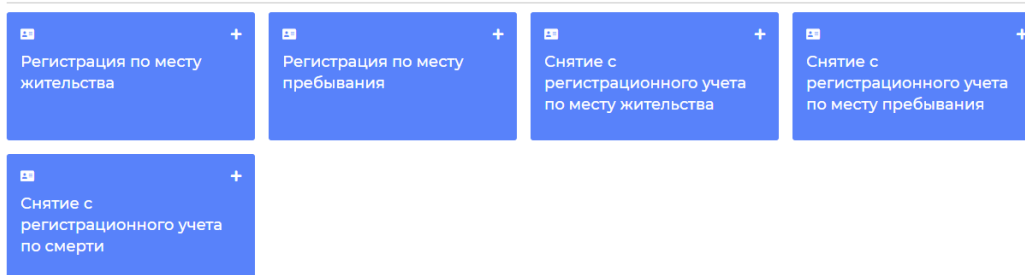 Регистрация по месту
жительства
Регистрация по месту
пребывания
Снятие с
регистрационного учета
по месту жительства
Снятие с
регистрационного учета
по месту пребывания
Снятие с
регистрационного учета
по смерти